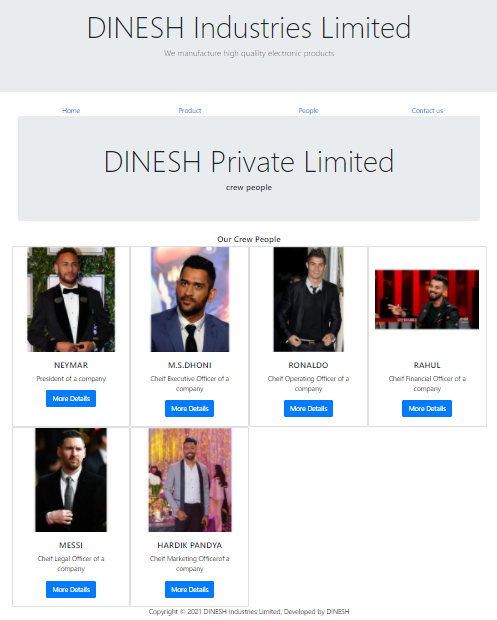 DINESH Industries Limited
We manufacture high qualilty electronic products
Home Product People Contact us
DINESH Private Limited
crew people
Our Crew People
NEYMAR
President of a company
More Details
M.S.DHONI
Cheif Executive Officer of a
company
More Details
RONALDO
Cheif Operating Officer of a
company
More Details
RAHUL
Cheif Financial Officer of a
company
More Details
MESSI
Cheif Legal Officer of a
company
More Details
HARDIK PANDYA
Cheif Marketing Officerof a
company
More Details
Copyright © 2021 DINESH Industries Limited, Developed by DINESH